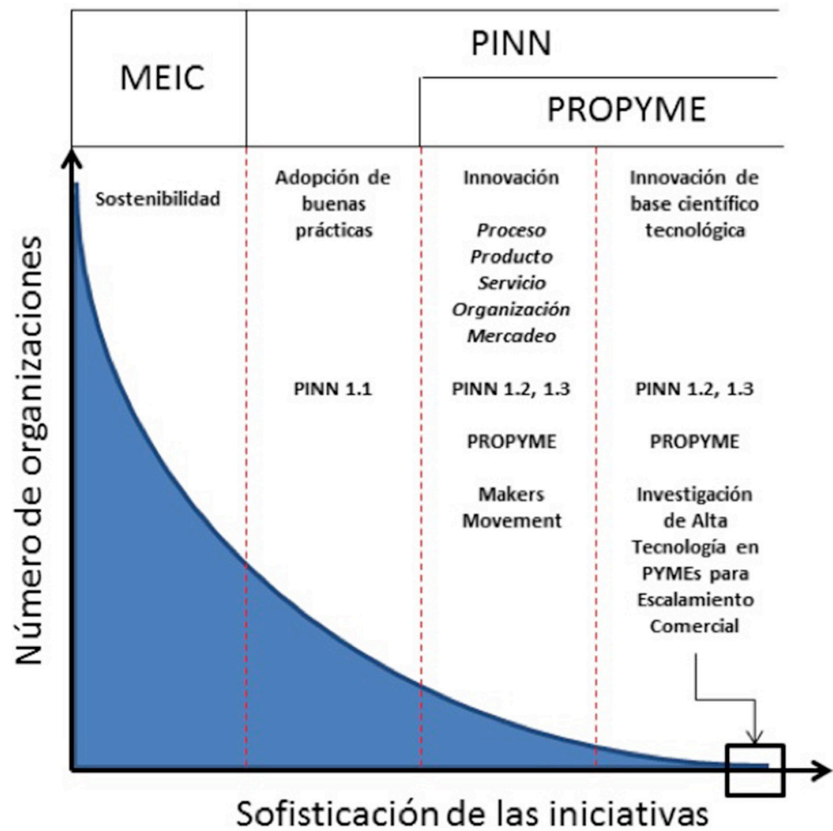 MEIC
PINN
PROPYME
Sostenibilidad
Adopción de
buenas
prácticas
PINN 1.1
Innovación
Proceso
Producto
Servicio
Organización
Mercadeo
PINN 1.2, 1.3
PROPYME
Makers
Movement
Innovación de
base científico
tecnológica
PINN 1.2, 1.3
PROPYME
Investigación
de Alta
Tecnología en
PYMEs para
Escalamiento
Comercial
Número de organizaciones
Sofisticación de las iniciativas